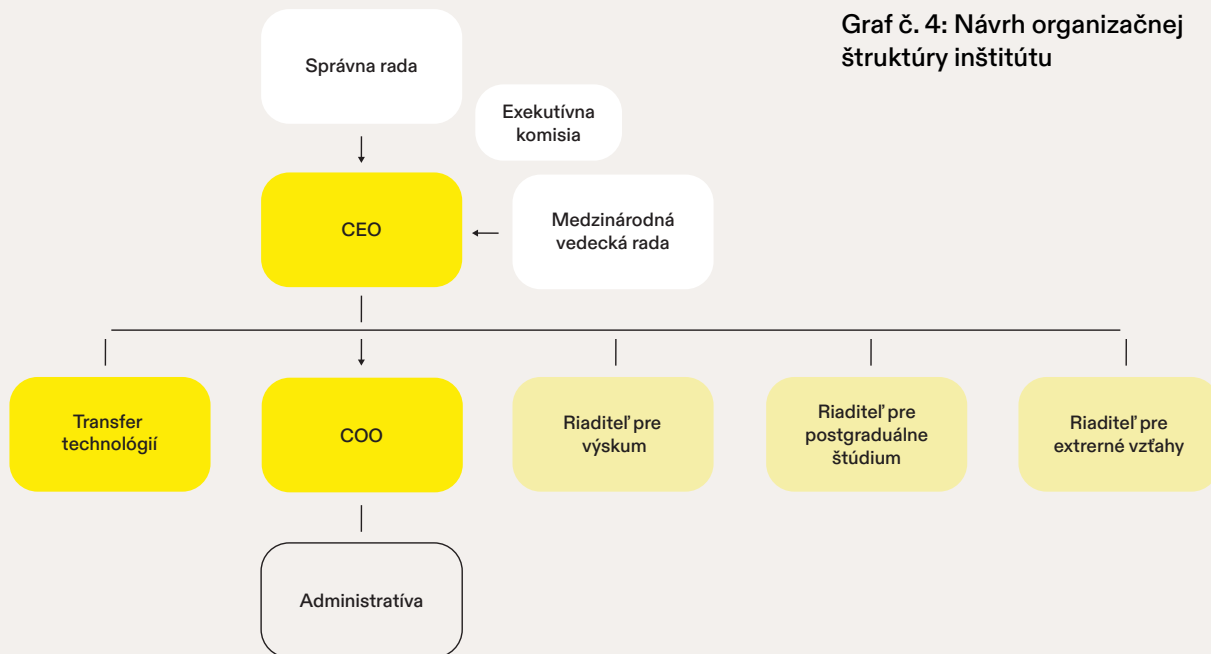 Graf č. 4: Návrh organizačnej
štruktúry inštitútu
Správna rada
Exekutívna
komisia
CEO
Medzinárodná
vedecká rada
Transfer
technológií
COO
Riaditeľ pre
výskum
Riaditeľ pre
postgraduálne
štúdium
Riaditeľ pre
extrerné vzťahy
Administratíva